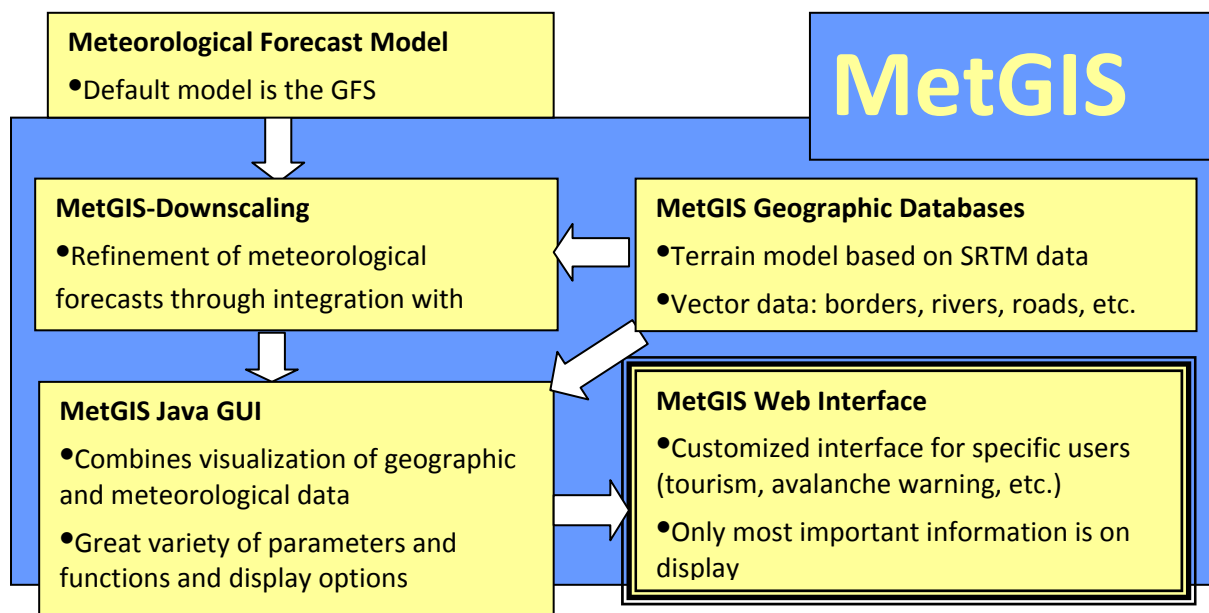 Meteorological Forecast Model
•Default model is the GFS
MetGIS
MetGIS-Downscaling
•Refinement of meteorological
forecasts through integration with
MetGIS Geographic Databases
•Terrain model based on SRTM data
•Vector data: borders, rivers, roads, etc.
MetGIS Java GUI
•Combines visualization of geographic
and meteorological data
•Great variety of parameters and
functions and display options
MetGIS Web Interface
•Customized interface for specific users
(tourism, avalanche warning, etc.)
•Only most important information is on
display